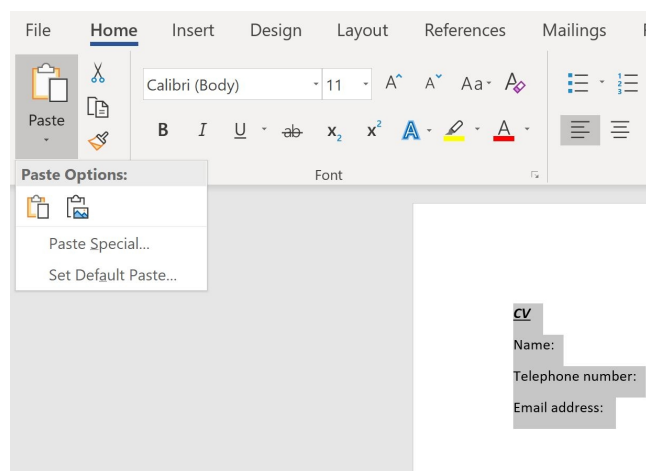 File Home Insert Design Layout References Mailings
Calibri (Body) 11 A A Aa A
Paste
B I U ab x2 x2 A A
Paste Options:
Font
Paste Special...
Set Default Paste...
CV
Name:
Telephone number:
Email address: